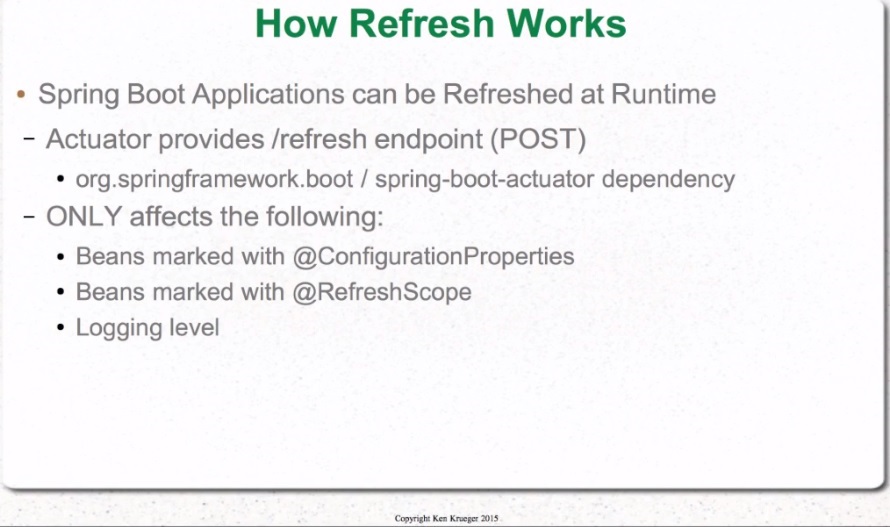 How Refresh Works
• Spring Boot Applications can be Refreshed at Runtime
– Actuator provides /refresh endpoint (POST)
• org.springframework.boot / spring-boot-actuator dependency
– ONLY affects the following:
• Beans marked with @ConfigurationProperties
• Beans marked with @RefreshScope
• Logging level
Copyright Ken Krueger 2015